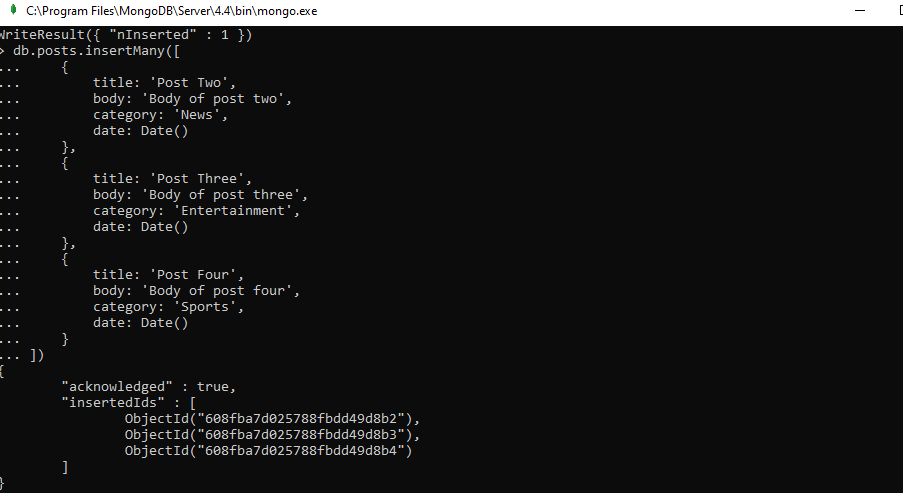 C:\Program Files\MongoDB\Server\4.4\bin\mongo.exe
WriteResult({ "nInserted" : 1 })
> db.posts.insertMany([
...     {
...         title: 'Post Two',
...         body: 'Body of post two',
...         category: 'News',
...         date: Date()
...     },
...     {
...         title: 'Post Three',
...         body: 'Body of post three',
...         category: 'Entertainment',
...         date: Date()
...     },
...     {
...         title: 'Post Four',
...         body: 'Body of post four',
...         category: 'Sports',
...         date: Date()
...     }
... ])
{
        "acknowledged" : true,
        "insertedIds" : [
                ObjectId("608fba7d025788fbdd49d8b2"),
                ObjectId("608fba7d025788fbdd49d8b3"),
                ObjectId("608fba7d025788fbdd49d8b4")
        ]
}